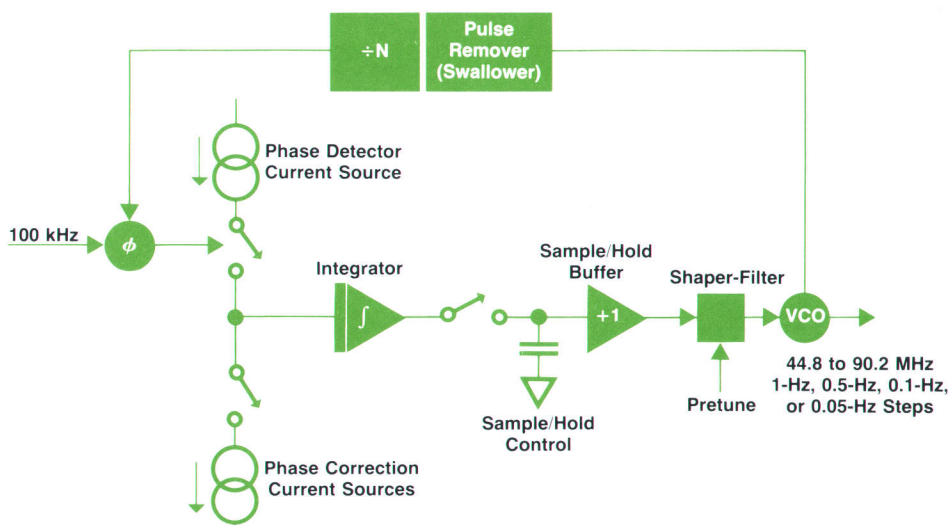 ÷N
Pulse
Remover
(Swallower)
Phase Detector
Current Source
100 kHz
ϕ
Integrator
∫
Sample/Hold
Buffer
+1
Shaper-Filter
VCO
44.8 to 90.2 MHz
1-Hz, 0.5-Hz, 0.1-Hz,
or 0.05-Hz Steps
Pretune
Sample/Hold
Control
Phase Correction
Current Sources